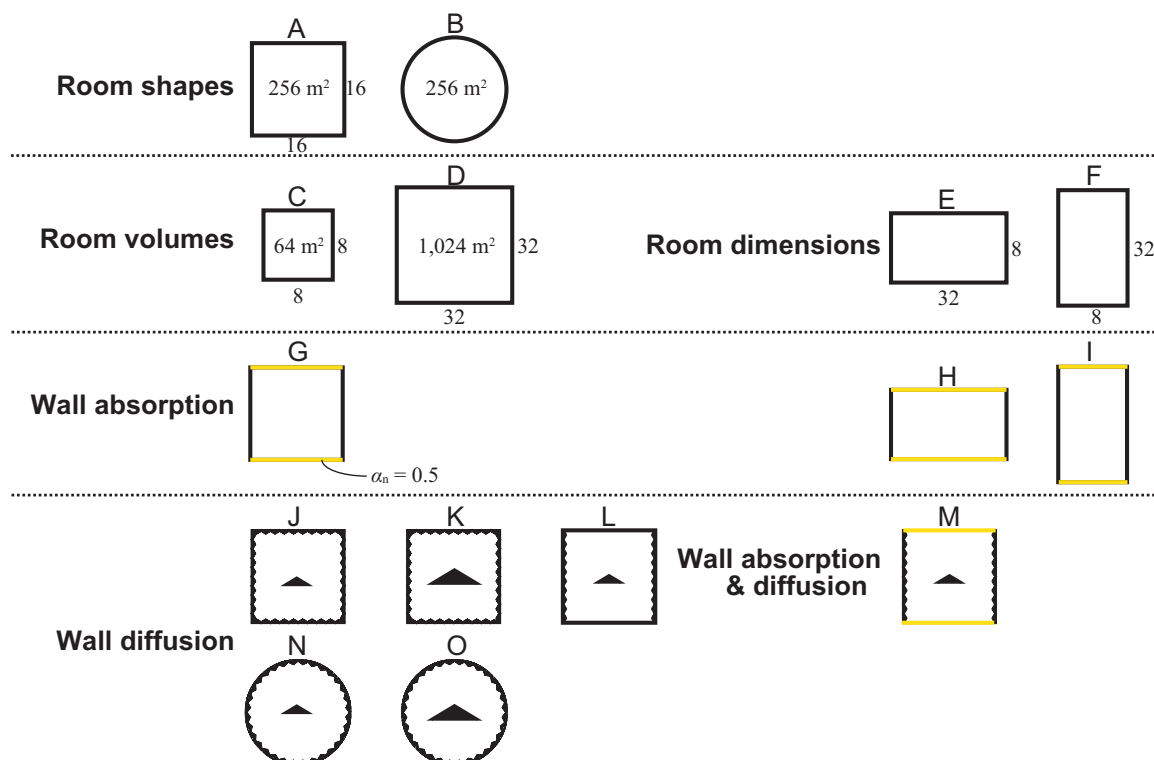 A
B
Room shapes
256 m²
16
256 m²
16
C
D
E
F
Room volumes
64 m²
8
1,024 m²
32
Room dimensions
8
32
8
32
32
8
G
H
I
Wall absorption
αn = 0.5
J
K
L
M
Wall absorption
& diffusion
Wall diffusion
N
O